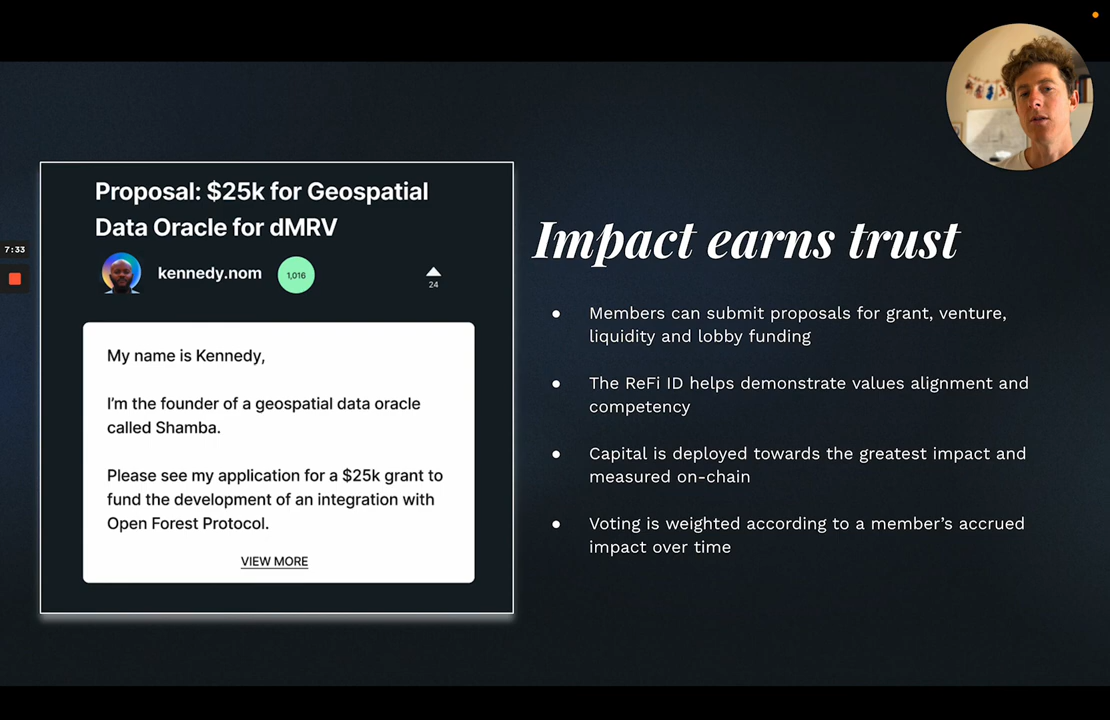 7:33
Proposal: $25k for Geospatial
Data Oracle for dMRV
kennedy.nom
1,016
24
My name is Kennedy,
I’m the founder of a geospatial data oracle
called Shamba.
Please see my application for a $25k grant to
fund the development of an integration with
Open Forest Protocol.
VIEW MORE
Impact earns trust
● Members can submit proposals for grant, venture,
liquidity and lobby funding
● The ReFi ID helps demonstrate values alignment and
competency
● Capital is deployed towards the greatest impact and
measured on-chain
● Voting is weighted according to a member’s accrued
impact over time